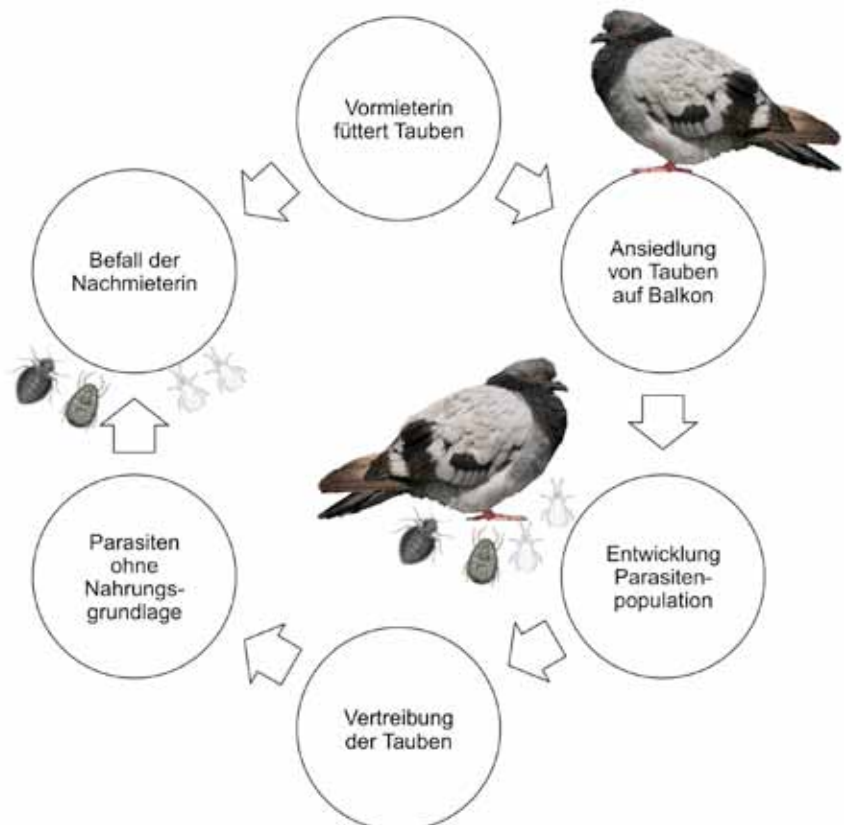 Vormieterin
füttert Tauben
Ansiedlung
von Tauben
auf Balkon
Entwicklung
Parasiten-
population
Vertreibung
der Tauben
Parasiten
ohne
Nahrungs-
grundlage
Befall der
Nachmieterin